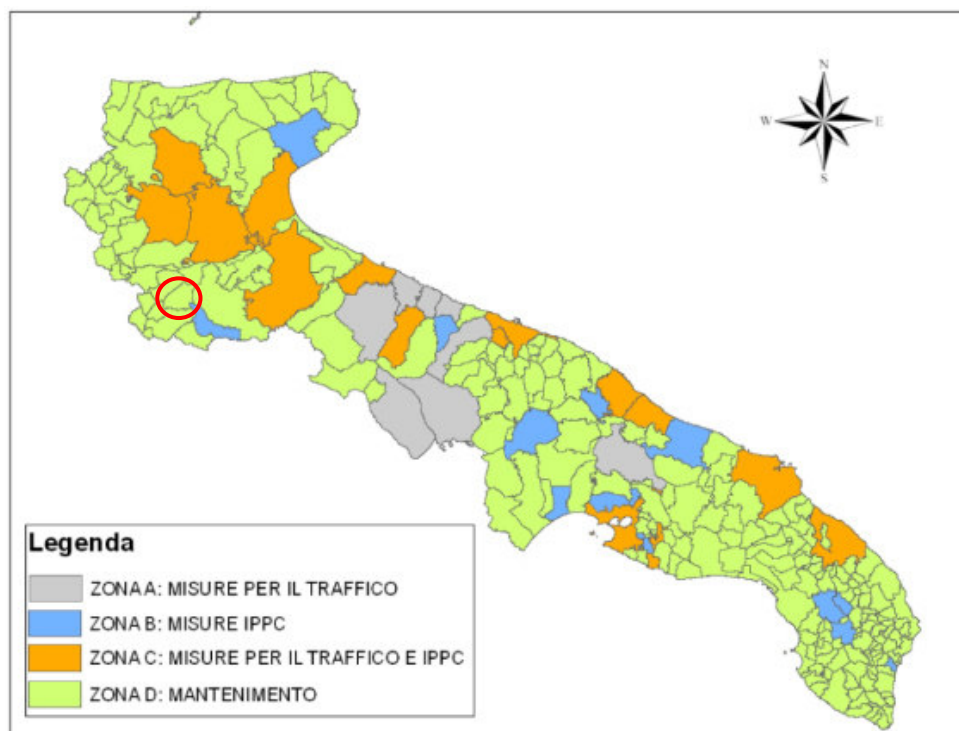 N
W E
S
Legenda
ZONA A: MISURE PER IL TRAFFICO
ZONA B: MISURE IPPC
ZONA C: MISURE PER IL TRAFFICO E IPPC
ZONA D: MANTENIMENTO